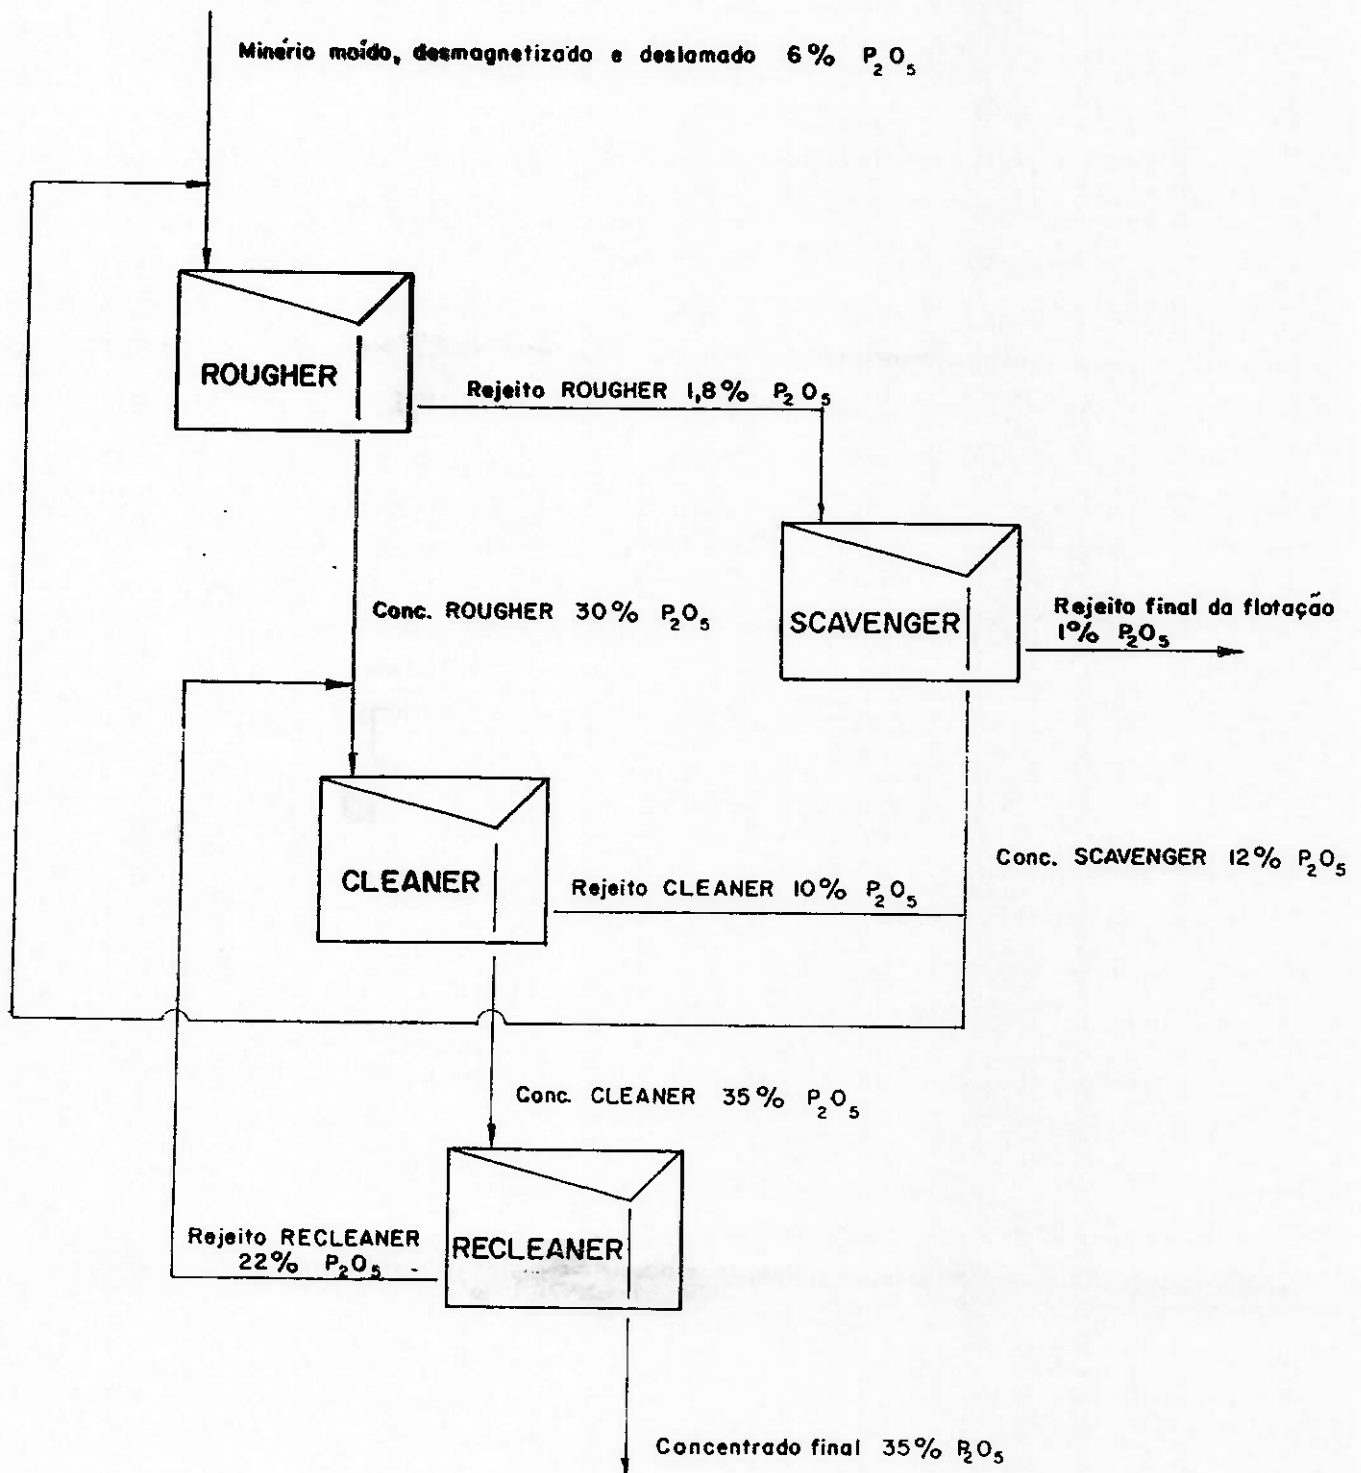 Minério moído, desmagnetizado e deslamado 6% P2O5
ROUGHER
Rejeito ROUGHER 1,8% P2O5
Conc. ROUGHER 30% P2O5
SCAVENGER
Rejeito final da flotação
1% P2O5
CLEANER
Rejeito CLEANER 10% P2O5
Conc. SCAVENGER 12% P2O5
Conc. CLEANER 35% P2O5
Rejeito RECLEANER
22% P2O5
RECLEANER
Concentrado final 35% P2O5